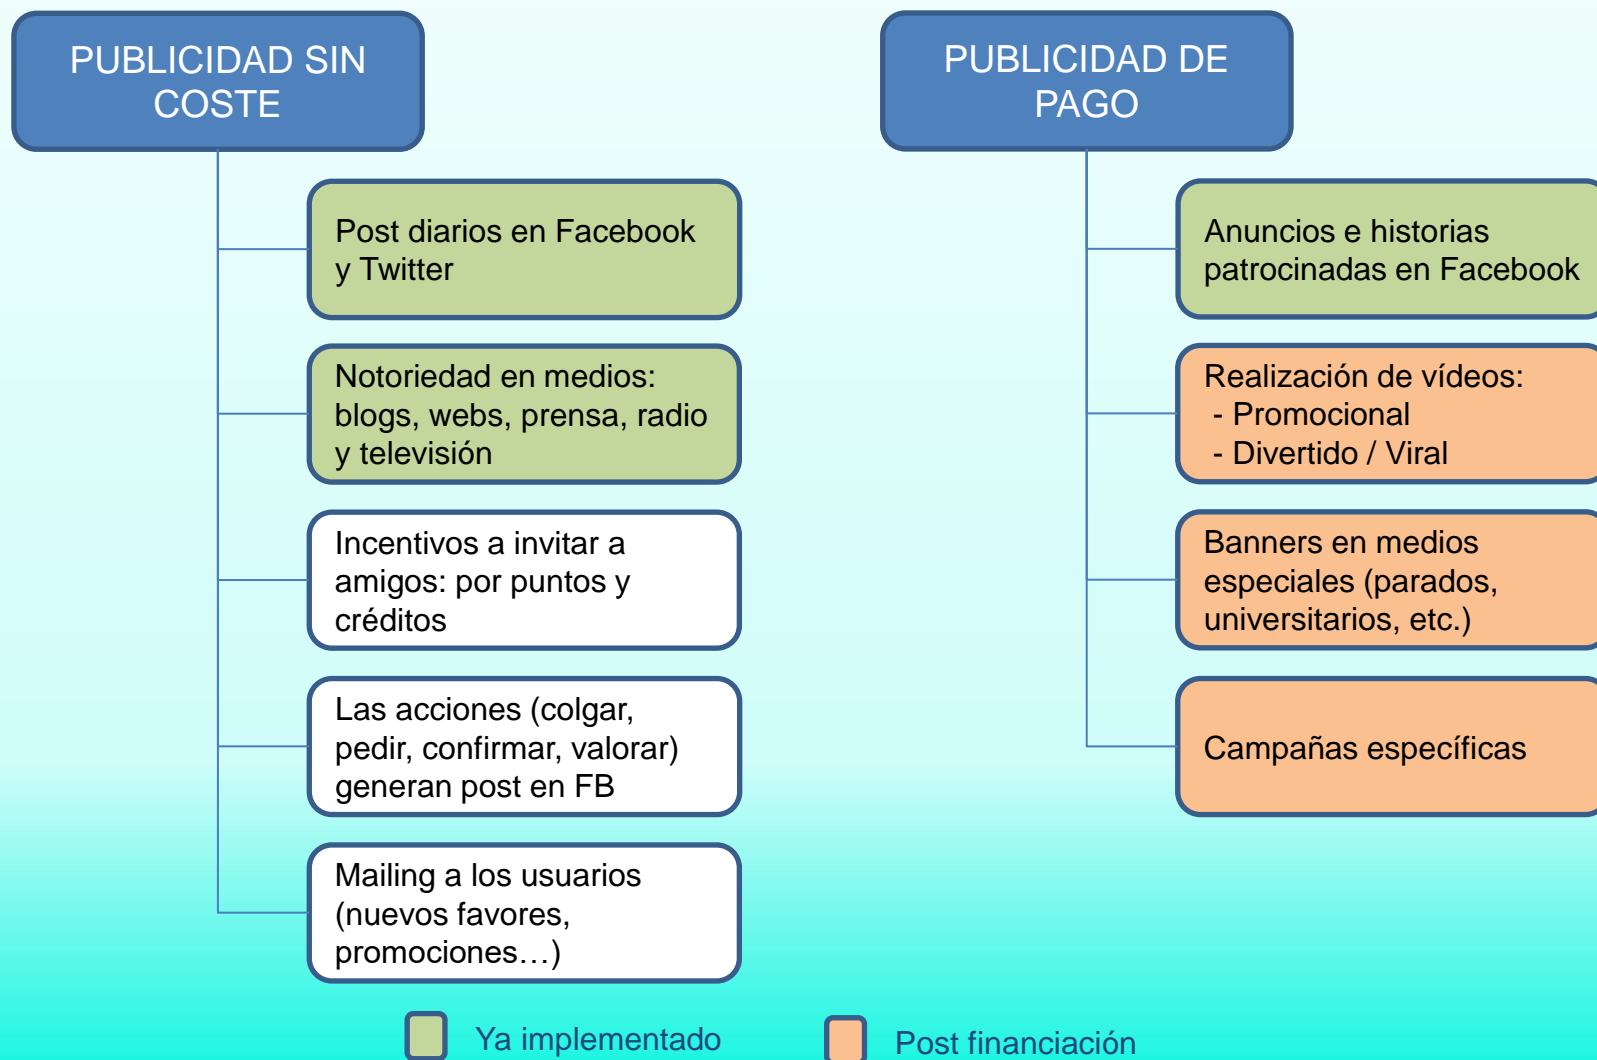 PUBLICIDAD SIN
COSTE
Post diarios en Facebook
y Twitter
Notoriedad en medios:
blogs, webs, prensa, radio
y televisión
Incentivos a invitar a
amigos: por puntos y
créditos
Las acciones (colgar,
pedir, confirmar, valorar)
generan post en FB
Mailing a los usuarios
(nuevos favores,
promociones…)
PUBLICIDAD DE
PAGO
Anuncios e historias
patrocinadas en Facebook
Realización de vídeos:
- Promocional
- Divertido / Viral
Banners en medios
especiales (parados,
universitarios, etc.)
Campañas específicas
Ya implementado
Post financiación